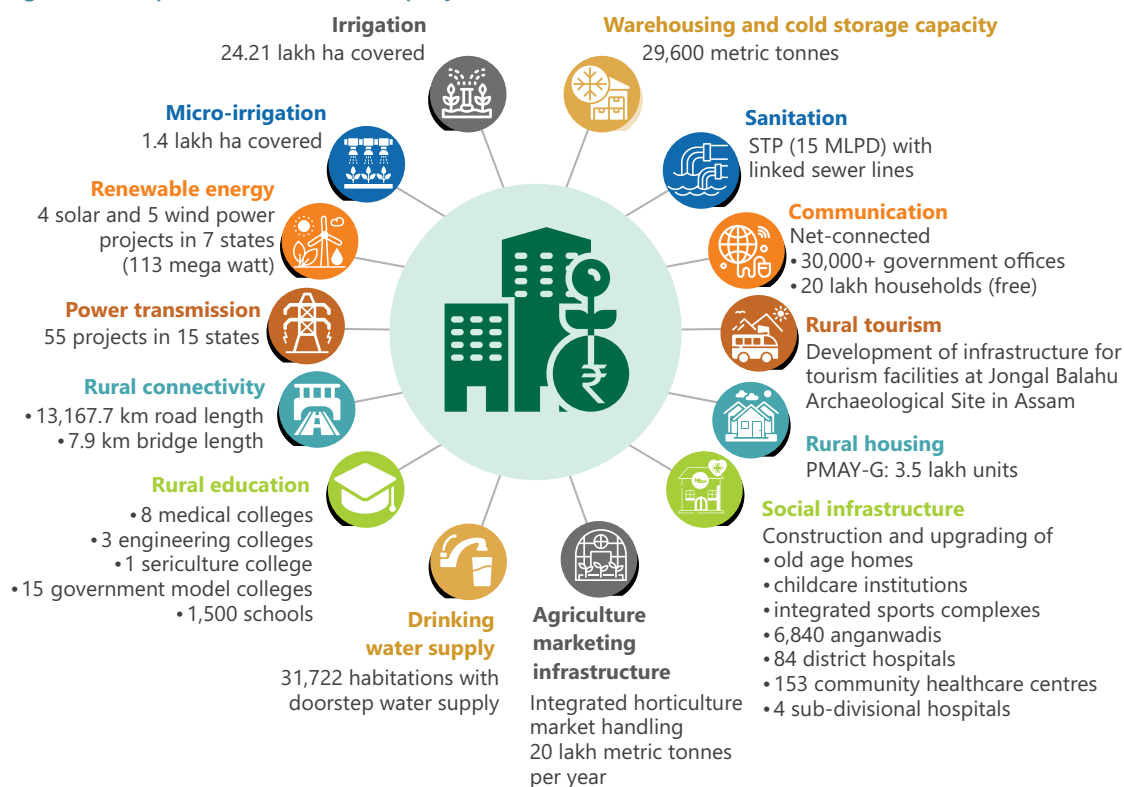 Irrigation
24.21 lakh ha covered
Warehousing and cold storage capacity
29,600 metric tonnes
Micro-irrigation
1.4 lakh ha covered
Sanitation
STP (15 MLPD) with
linked sewer lines
Renewable energy
4 solar and 5 wind power
projects in 7 states
(113 mega watt)
Communication
Net-connected
• 30,000+ government offices
• 20 lakh households (free)
Power transmission
55 projects in 15 states
Rural tourism
Development of infrastructure for
tourism facilities at Jongal Balahu
Archaeological Site in Assam
Rural connectivity
• 13,167.7 km road length
• 7.9 km bridge length
₹
Rural housing
PMAY-G: 3.5 lakh units
Rural education
• 8 medical colleges
• 3 engineering colleges
• 1 sericulture college
• 15 government model colleges
• 1,500 schools
Social infrastructure
Construction and upgrading of
• old age homes
• childcare institutions
• integrated sports complexes
• 6,840 anganwadis
• 84 district hospitals
• 153 community healthcare centres
• 4 sub-divisional hospitals
Drinking
water supply
31,722 habitations with
doorstep water supply
Agriculture
marketing
infrastructure
Integrated horticulture
market handling
20 lakh metric tonnes
per year